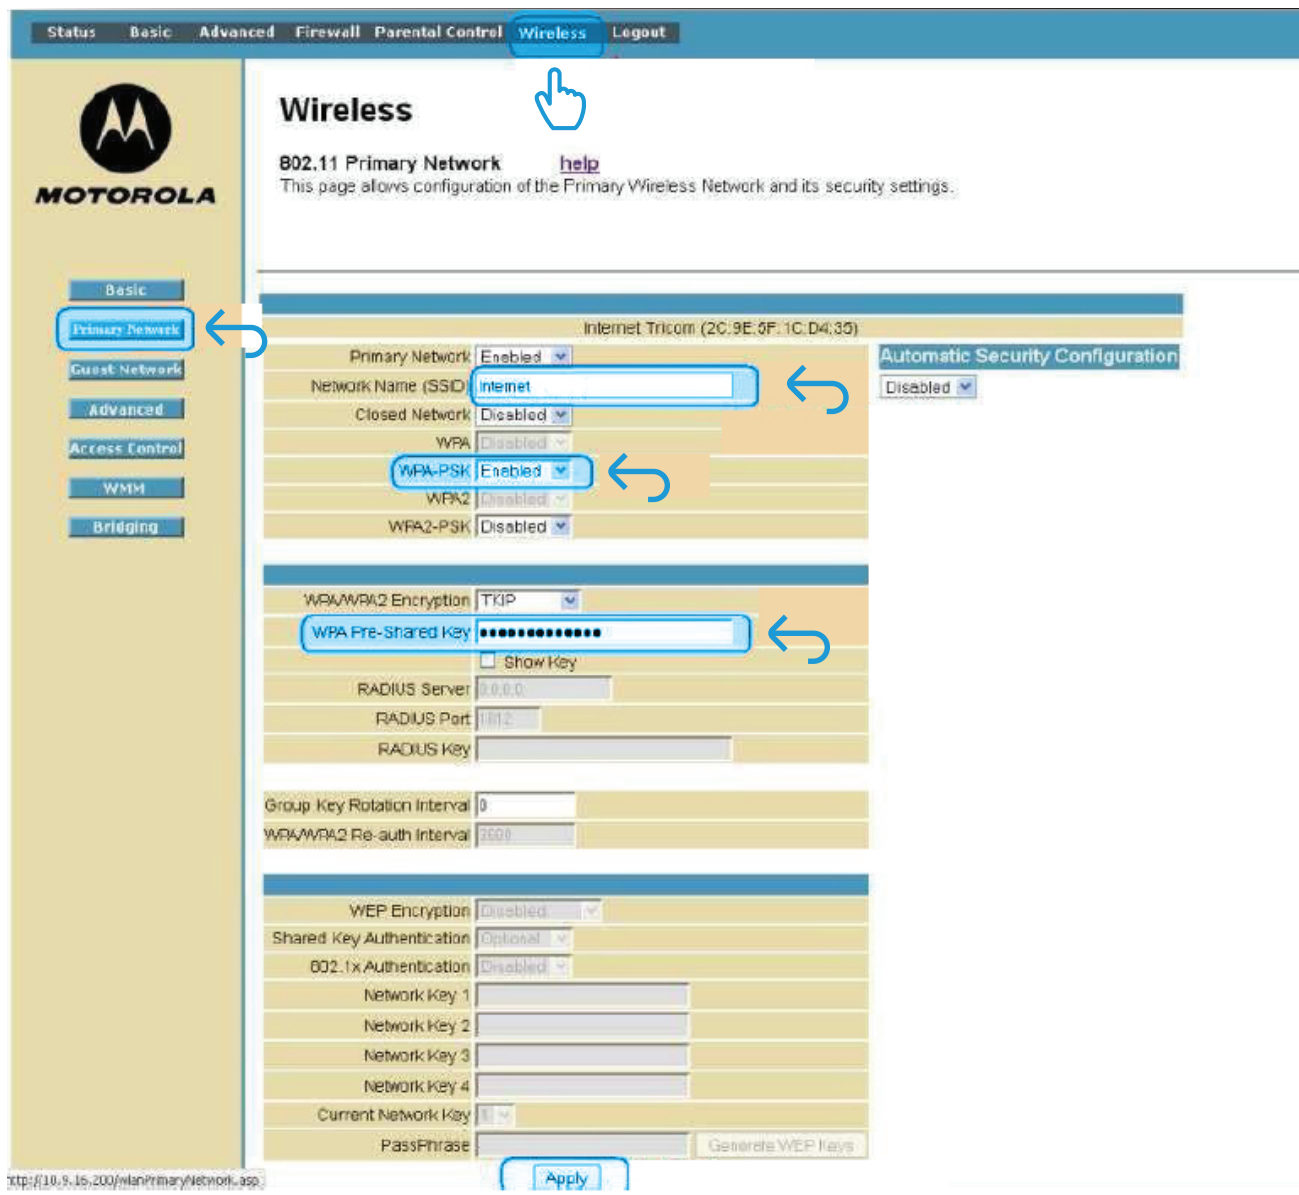 Status Basic Advanced Firewall Parental Control Wireless Logout
MOTOROLA
Wireless
802.11 Primary Network help
This page allows configuration of the Primary Wireless Network and its security settings.
Basic
Primary Network
Guest Network
Advanced
Access Control
WMM
Bridging
Internet Tricom (2C:9E:5F:1C:D4:35)
Primary Network Enabled
Automatic Security Configuration
Network Name (SSID) Internet
Disabled
Closed Network Disabled
WPA Disabled
WPA-PSK Enabled
WPA2 Disabled
WPA2-PSK Disabled
WPA/WPA2 Encryption TKIP
WPA Pre-Shared Key •••••••••••••
Show Key
RADIUS Server 0.0.0.0
RADIUS Port 1812
RADIUS Key
Group Key Rotation Interval 0
WPA/WPA2 Re-auth Interval 3600
WEP Encryption Disabled
Shared Key Authentication Optional
802.1x Authentication Disabled
Network Key 1
Network Key 2
Network Key 3
Network Key 4
Current Network Key 1
PassPhrase Generate WEP Keys
http://10.9.16.200/wlanPrimaryNetwork.asp
Apply